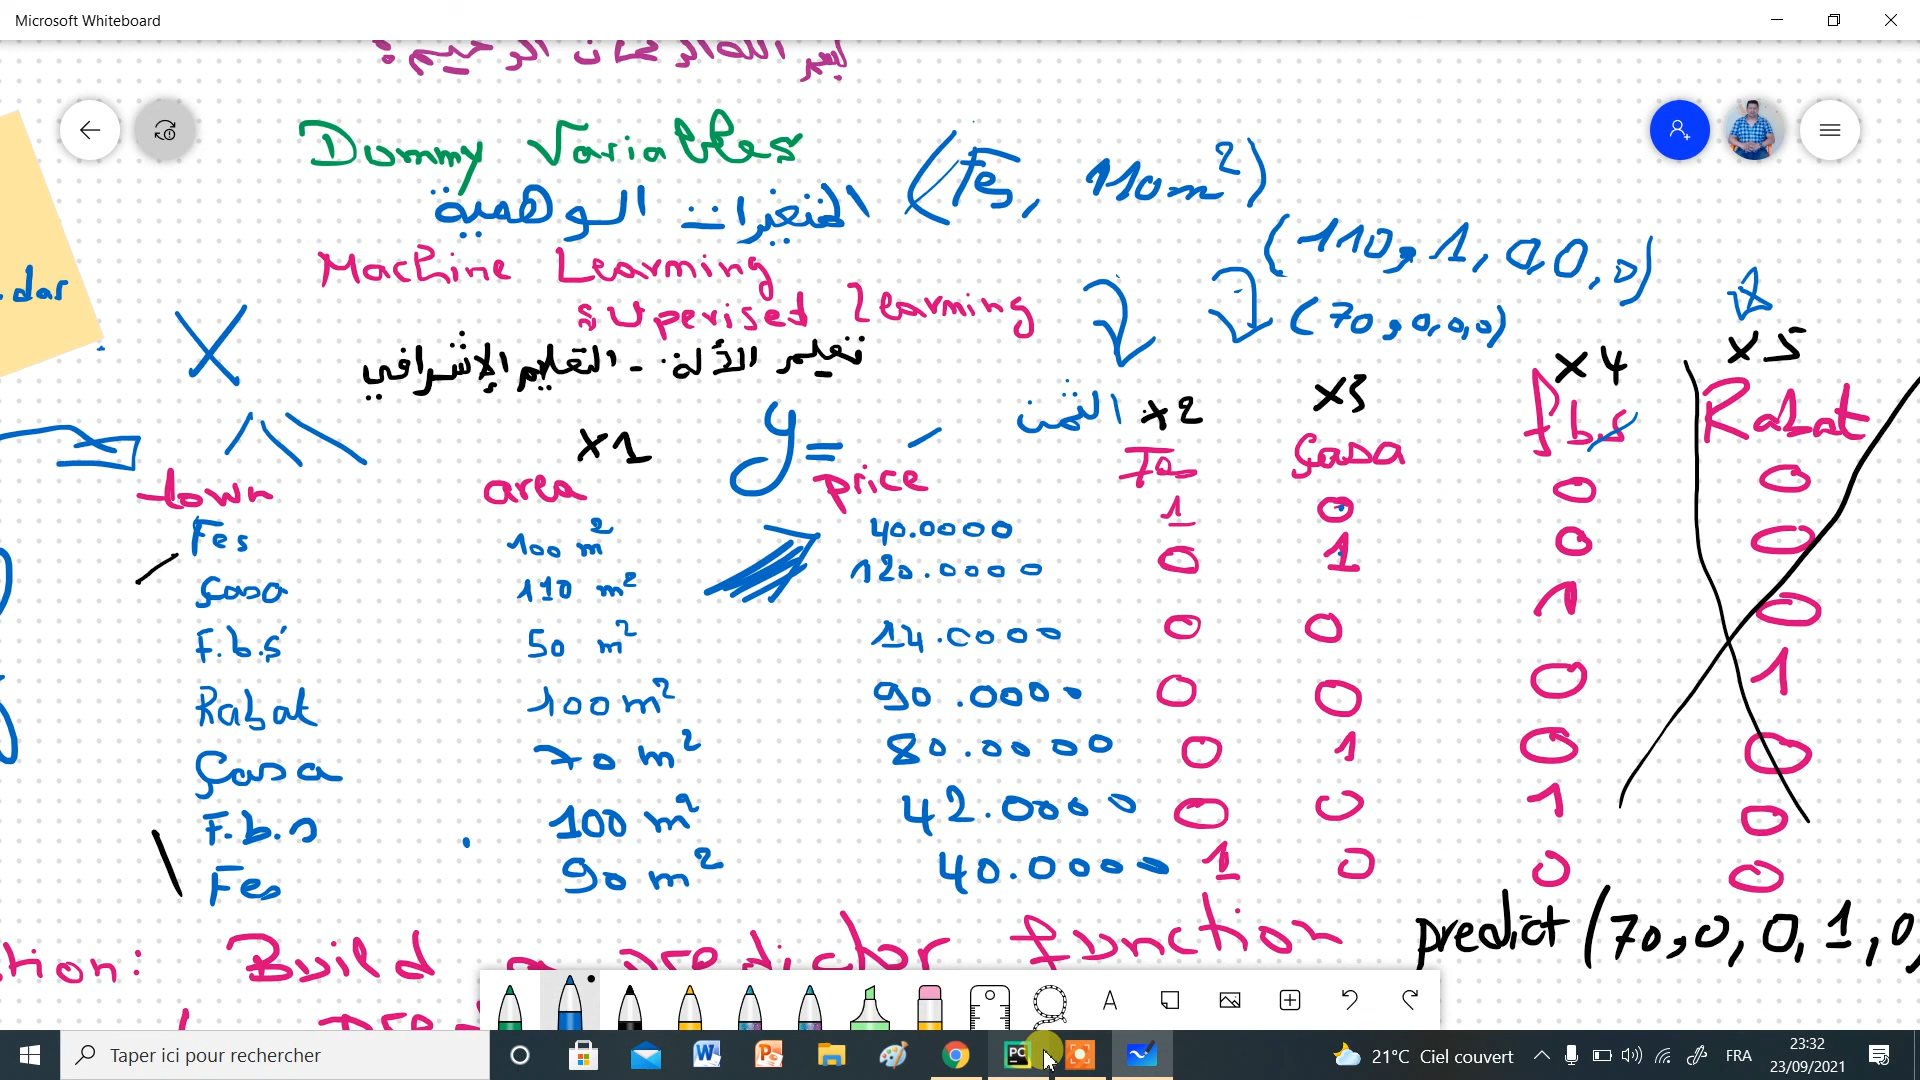 Microsoft Whiteboard
بسم الله الرحمان الرحيم:
Dummy Variables
(Fes, 110m²)
المتغيرات الوهمية
(110, 1, 0, 0, 0)
Machine Learning
.dar
supervised learning
(70, 0, 0, 0)
تعليم الألة - التعليم الإشرافي
X
x4
x5
x3
الثمن
x2
x1
y =
f.b.s
Rabat
casa
town area price
1 0 0 0
Fes 100 m² 40.0000
0 1 0 0
Casa 110 m² 120.0000
0 0 1 0
F.b.s 50 m² 14.0000
Rabat 100 m² 90.0000 0 0 0 1
Casa 70 m² 80.0000 0 1 0 0
F.b.s 100 m² 42.0000 0 0 1 0
Fes 90 m² 40.0000 1 0 0 0
tion: Build a predictor function
predict (70, 0, 0, 1, 0
Taper ici pour rechercher
21°C Ciel couvert
FRA
23:32
23/09/2021